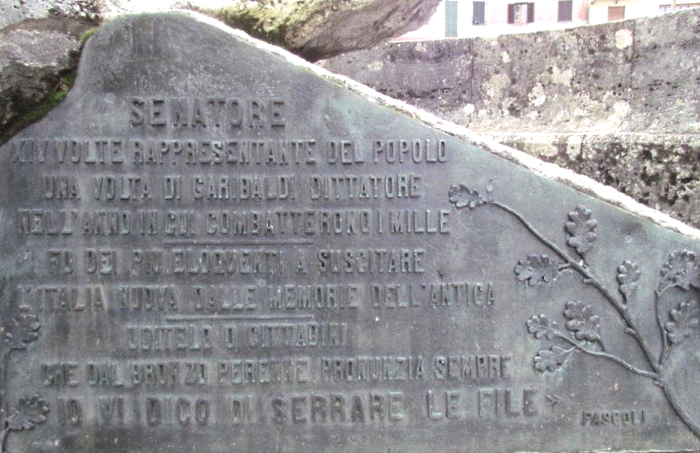 SENATORE
XIV VOLTE RAPPRESENTANTE DEL POPOLO
UNA VOLTA DI GARIBALDI DITTATORE
NELL'ANNO IN CUI COMBATTERONO I MILLE
FU DEI PIU ELOQUENTI A SUSCITARE
L'ITALIA NUOVA DALLE MEMORIE DELL'ANTICA
UDITELO O CITTADINI
CHE DAL BRONZO PERENNE PRONUNZIA SEMPRE
IO VI DICO DI SERRARE LE FILE »
PASCOLI